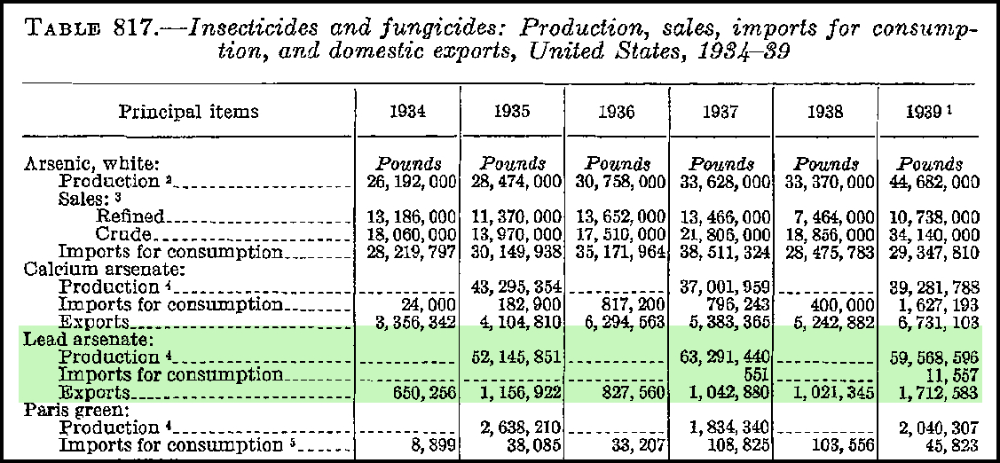 TABLE 817.—Insecticides and fungicides: Production, sales, imports for consump-
tion, and domestic exports, United States, 1934–39
Principal items 1934 1935 1936 1937 1938 1939 1
Arsenic, white: Pounds Pounds Pounds Pounds Pounds Pounds
Production 2 26,192,000 28,474,000 30,758,000 33,628,000 33,370,000 44,682,000
Sales: 3
Refined 13,186,000 11,370,000 13,652,000 13,466,000 7,464,000 10,738,000
Crude 18,060,000 13,970,000 17,510,000 21,806,000 18,856,000 34,140,000
Imports for consumption 28,219,797 30,149,938 35,171,964 38,511,324 28,475,783 29,347,810
Calcium arsenate:
Production 4 43,295,354 37,001,959 39,281,788
Imports for consumption 24,000 182,900 817,200 796,243 400,000 1,627,193
Exports 3,356,342 4,104,810 6,294,563 5,383,365 5,242,882 6,731,103
Lead arsenate:
Production 4 52,145,851 63,291,440 59,568,596
Imports for consumption 551 11,557
Exports 650,256 1,156,922 827,560 1,042,880 1,021,345 1,712,583
Paris green:
Production 4 2,638,210 1,834,340 2,040,307
Imports for consumption 5 8,899 38,085 33,207 108,825 103,556 45,823